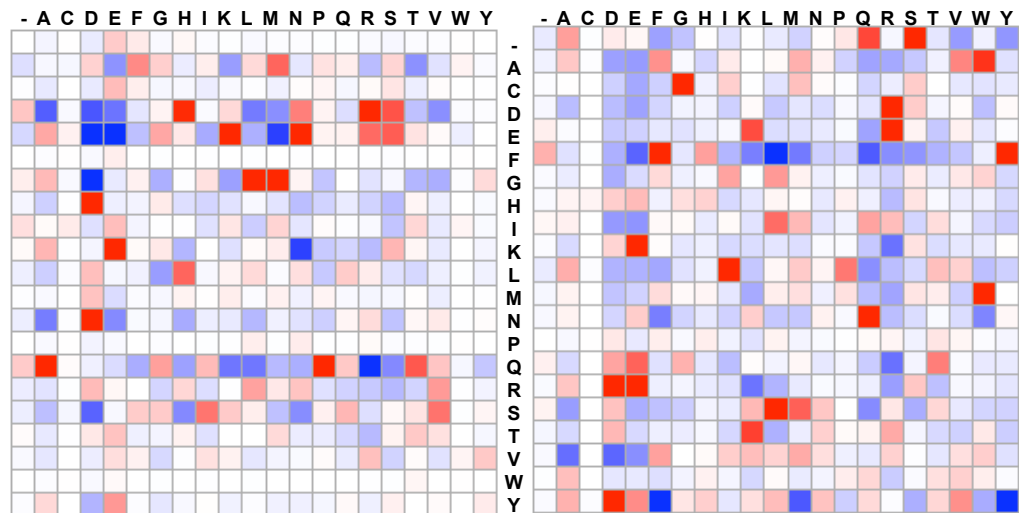 - A C D E F G H I K L M N P Q R S T V W Y
- A C D E F G H I K L M N P Q R S T V W Y
-
A
C
D
E
F
G
H
I
K
L
M
N
P
Q
R
S
T
V
W
Y